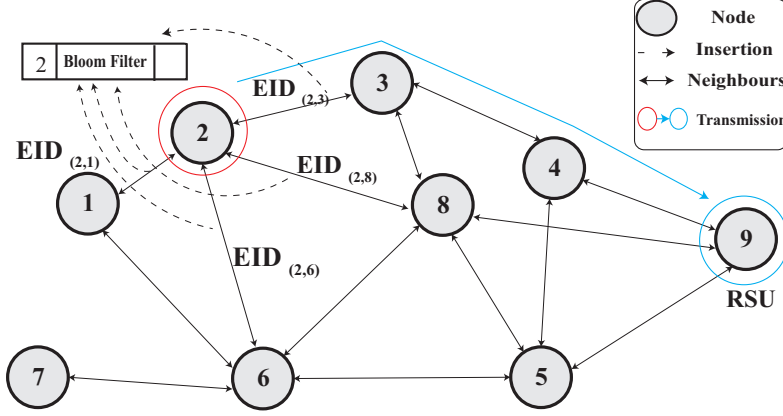 Node
Insertion
Neighbours
Transmission
2 Bloom Filter
EID (2,3)
3
2
EID (2,1)
EID (2,8)
4
1
8
9
EID (2,6)
RSU
7
6
5